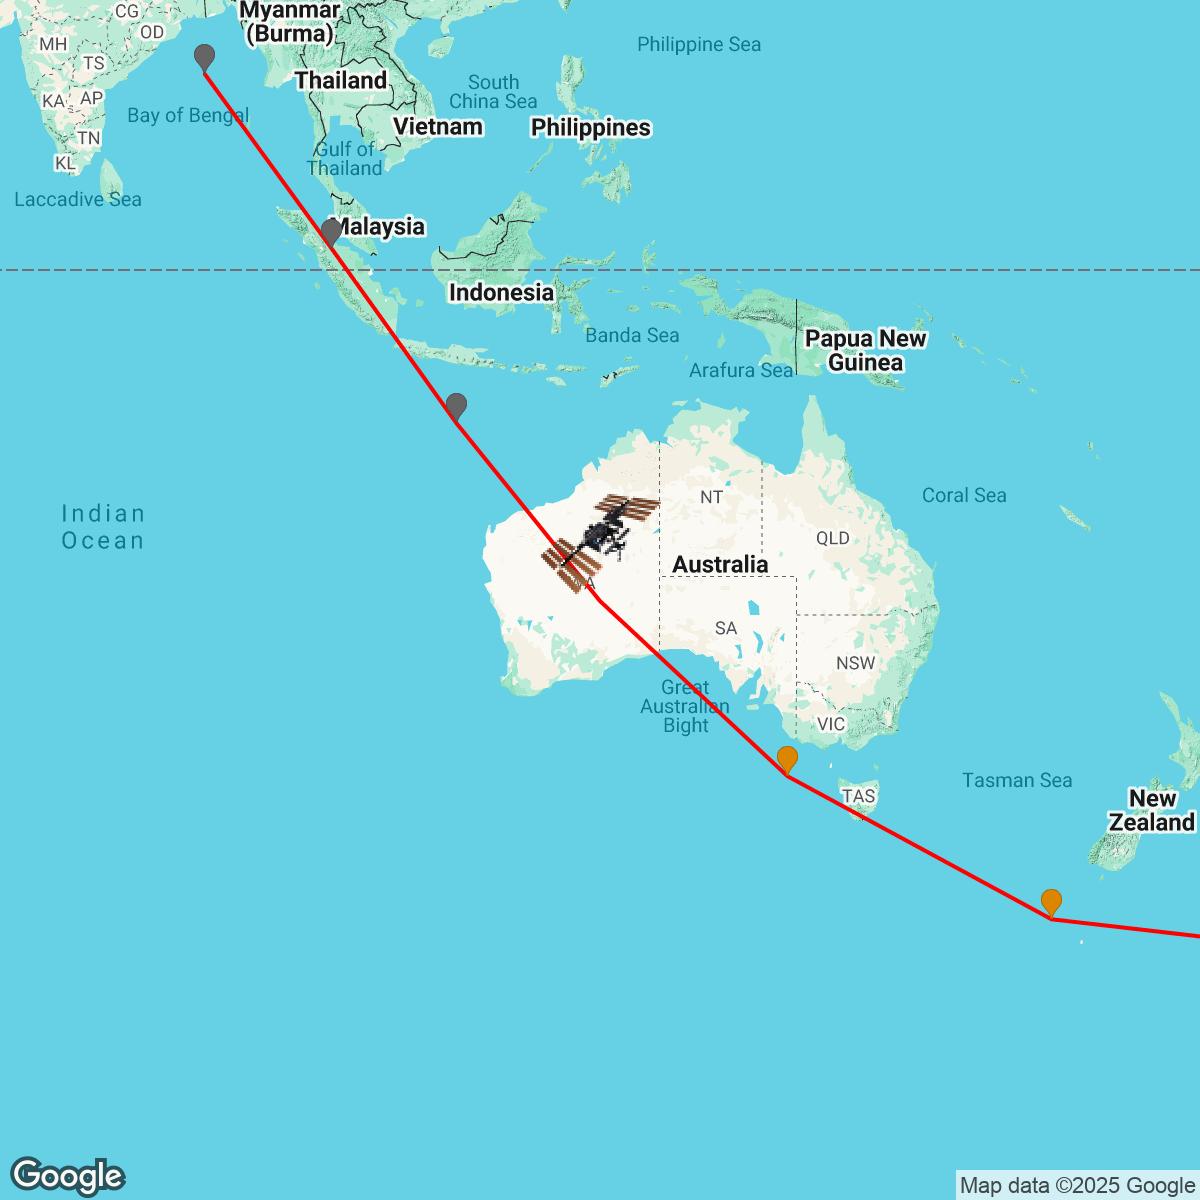 CG
Myanmar
(Burma)
OD
MH
TS
Philippine Sea
Thailand
South
China Sea
KA
AP
Bay of Bengal
Vietnam
Philippines
TN
KL
Gulf of
Thailand
Laccadive Sea
Malaysia
Indonesia
Banda Sea
Papua New
Guinea
Arafura Sea
NT
Coral Sea
Indian
Ocean
QLD
Australia
SA
NSW
Great
Australian
Bight
VIC
Tasman Sea
TAS
New
Zealand
Google
Map data ©2025 Google